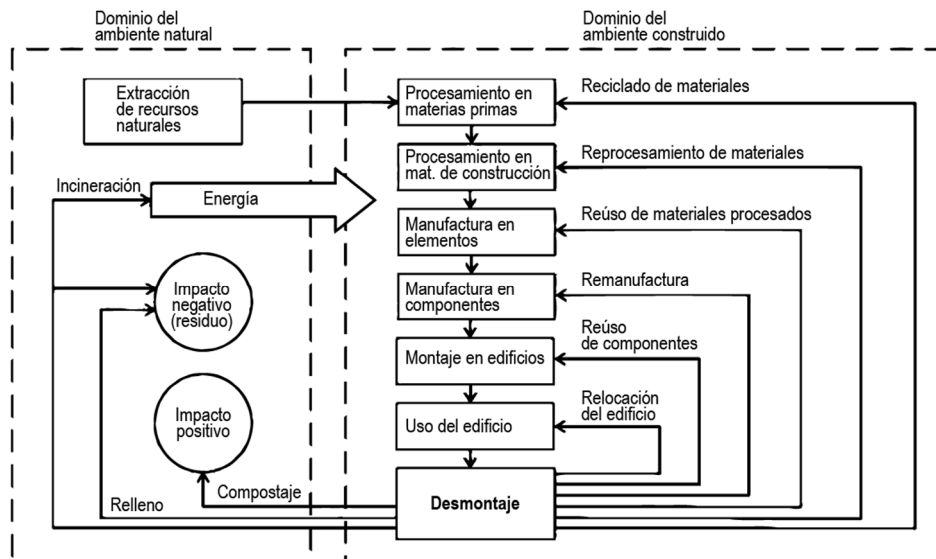 Dominio del
ambiente natural
Dominio del
ambiente construido
Extracción
de recursos
naturales
Procesamiento en
materias primas
Reciclado de materiales
Procesamiento en
mat. de construcción
Reprocesamiento de materiales
Incineración
Energía
Manufactura en
elementos
Reúso de materiales procesados
Impacto
negativo
(residuo)
Manufactura en
componentes
Remanufactura
Montaje en edificios
Reúso
de componentes
Impacto
positivo
Uso del edificio
Relocación
del edificio
Compostaje
Relleno
Desmontaje